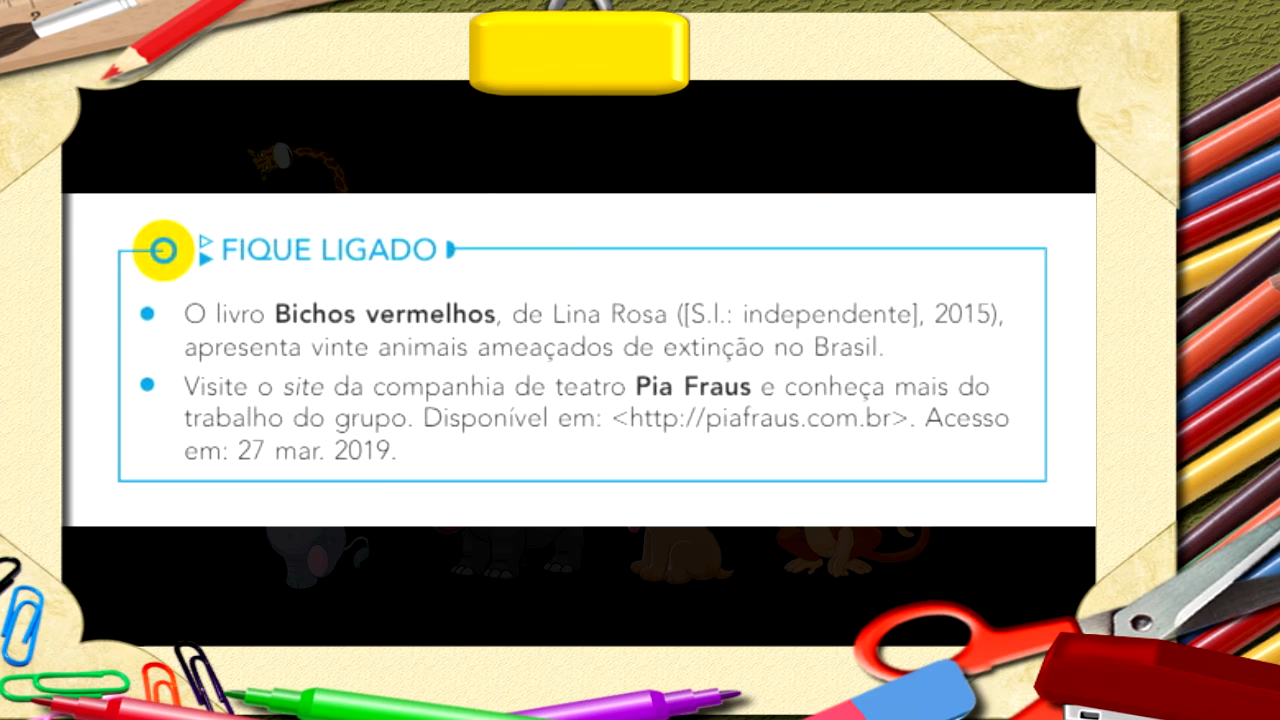 FIQUE LIGADO
O livro Bichos vermelhos, de Lina Rosa ([S.l.: independente], 2015),
apresenta vinte animais ameaçados de extinção no Brasil.
Visite o site da companhia de teatro Pia Fraus e conheça mais do
trabalho do grupo. Disponível em: <http://piafraus.com.br>. Acesso
em: 27 mar. 2019.